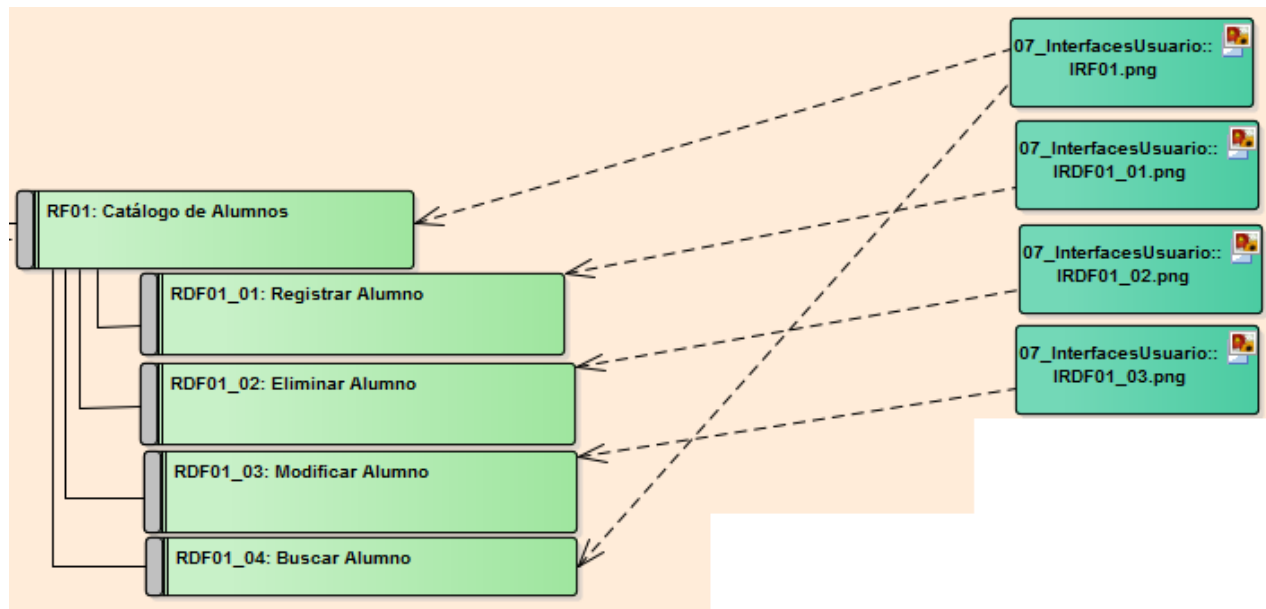 07_InterfacesUsuario::
IRF01.png
07_InterfacesUsuario::
IRDF01_01.png
RF01: Catálogo de Alumnos
07_InterfacesUsuario::
IRDF01_02.png
RDF01_01: Registrar Alumno
07_InterfacesUsuario::
IRDF01_03.png
RDF01_02: Eliminar Alumno
RDF01_03: Modificar Alumno
RDF01_04: Buscar Alumno